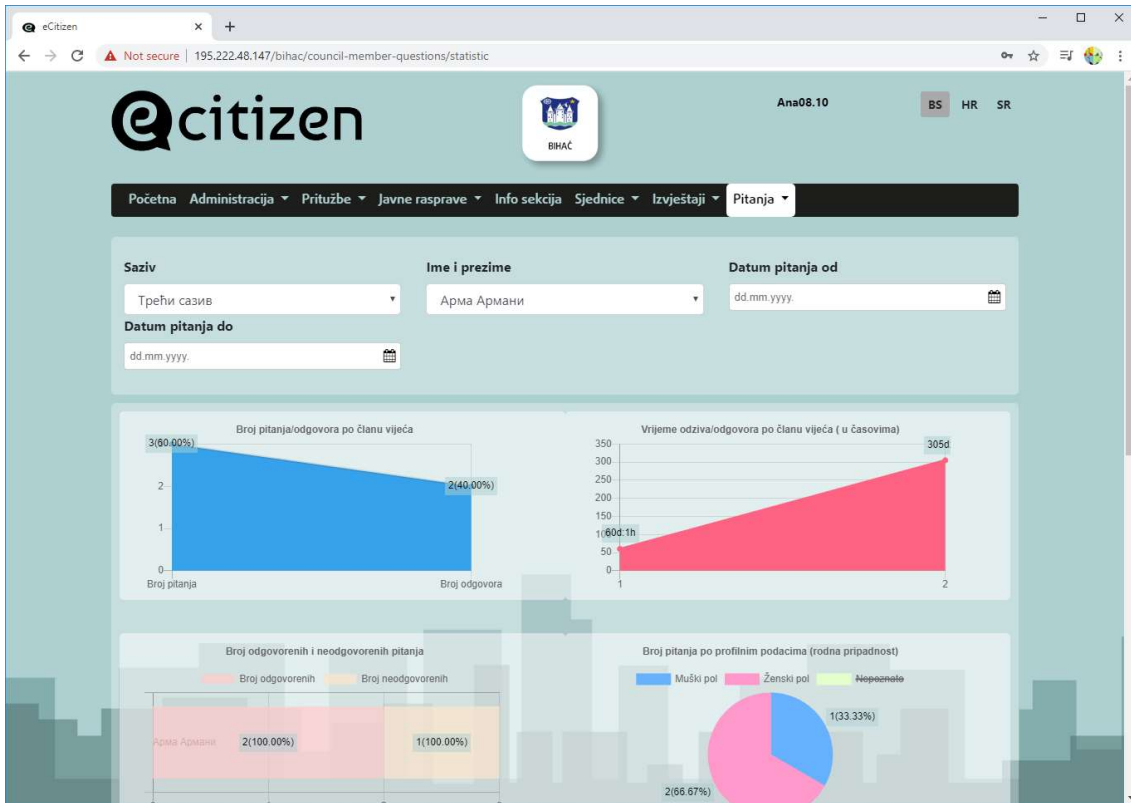 eCitizen
Not secure | 195.222.48.147/bihac/council-member-questions/statistic
ecitizen
BIHAĆ
Ana08.10
BS HR SR
Početna Administracija Pritužbe Javne rasprave Info sekcija Sjednice Izvještaji Pitanja
Saziv Ime i prezime Datum pitanja od
Трећи сазив Арма Армани dd.mm.yyyy.
Datum pitanja do
dd.mm.yyyy.
Broj pitanja/odgovora po članu vijeća
3(60.00%)
2(40.00%)
2
1
0
Broj pitanja Broj odgovora
Vrijeme odziva/odgovora po članu vijeća ( u časovima)
350
305d
300
250
200
150
60d:1h
50
0
1 2
Broj odgovorenih i neodgovorenih pitanja
Broj odgovorenih Broj neodgovorenih
Арма Армани 2(100.00%) 1(100.00%)
Broj pitanja po profilnim podacima (rodna pripadnost)
Muški pol Ženski pol Nepoznato
1(33.33%)
2(66.67%)